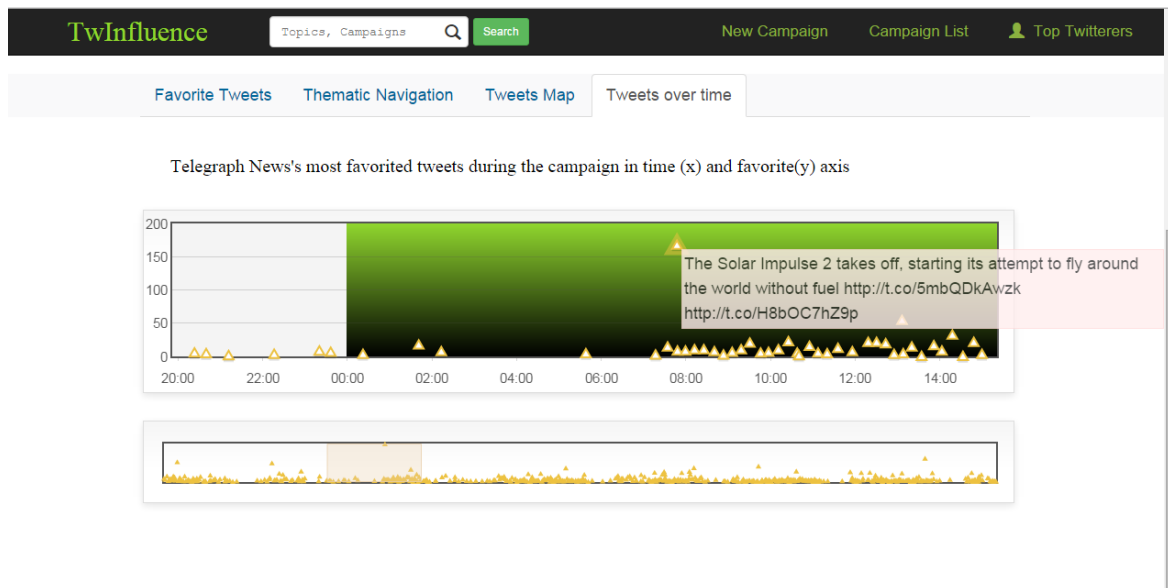 TwInfluence
Topics, Campaigns
Search
New Campaign
Campaign List
Top Twitterers
Favorite Tweets
Thematic Navigation
Tweets Map
Tweets over time
Telegraph News's most favorited tweets during the campaign in time (x) and favorite(y) axis
200
150
100
50
0
The Solar Impulse 2 takes off, starting its attempt to fly around
the world without fuel http://t.co/5mbQDkAwzk
http://t.co/H8bOC7hZ9p
20:00
22:00
00:00
02:00
04:00
06:00
08:00
10:00
12:00
14:00